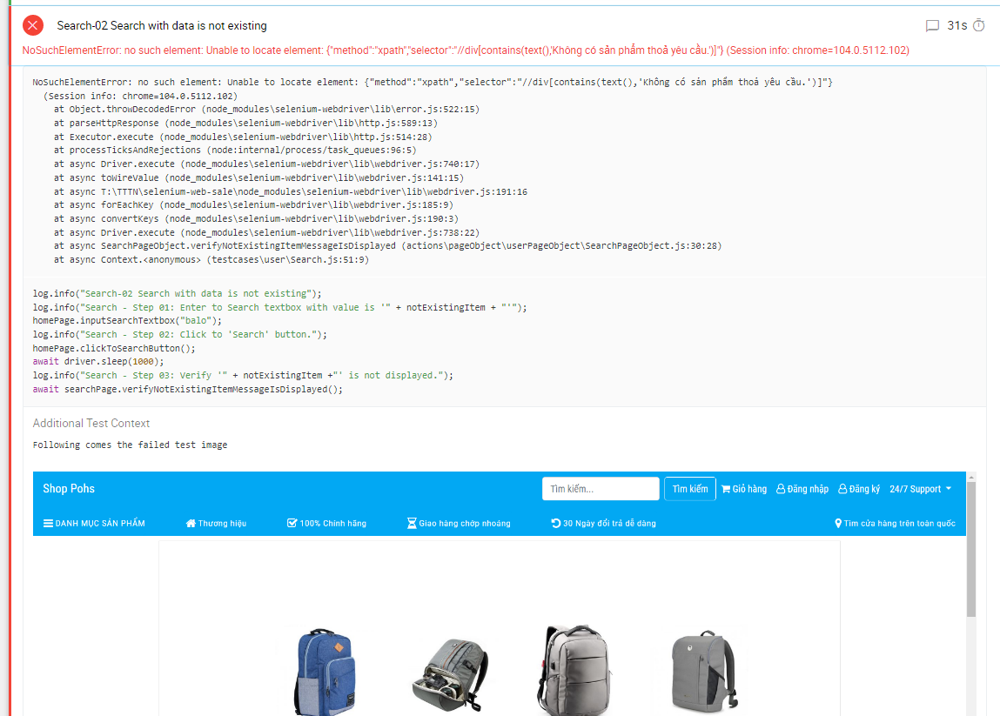 Search-02 Search with data is not existing
31s
NoSuchElementError: no such element: Unable to locate element: {"method":"xpath","selector":"//div[contains(text(),'Không có sản phẩm thoả yêu cầu.')]"} (Session info: chrome=104.0.5112.102)
NoSuchElementError: no such element: Unable to locate element: {"method":"xpath","selector":"//div[contains(text(),'Không có sản phẩm thoả yêu cầu.')]"}
(Session info: chrome=104.0.5112.102)
at Object.throwDecodedError (node_modules\selenium-webdriver\lib\error.js:522:15)
at parseHttpResponse (node_modules\selenium-webdriver\lib\http.js:589:13)
at Executor.execute (node_modules\selenium-webdriver\lib\http.js:514:28)
at processTicksAndRejections (node:internal/process/task_queues:96:5)
at async Driver.execute (node_modules\selenium-webdriver\lib\webdriver.js:740:17)
at async toWireValue (node_modules\selenium-webdriver\lib\webdriver.js:141:15)
at async T:\TTTN\selenium-web-sale\node_modules\selenium-webdriver\lib\webdriver.js:191:16
at async forEachKey (node_modules\selenium-webdriver\lib\webdriver.js:185:9)
at async convertKeys (node_modules\selenium-webdriver\lib\webdriver.js:190:3)
at async Driver.execute (node_modules\selenium-webdriver\lib\webdriver.js:738:22)
at async SearchPageObject.verifyNotExistingItemMessageIsDisplayed (actions\pageObject\userPageObject\SearchPageObject.js:30:28)
at async Context.<anonymous> (testcases\user\Search.js:51:9)
log.info("Search-02 Search with data is not existing");
log.info("Search - Step 01: Enter to Search textbox with value is '" + notExistingItem + "'");
homePage.inputSearchTextbox("balo");
log.info("Search - Step 02: Click to 'Search' button.");
homePage.clickToSearchButton();
await driver.sleep(1000);
log.info("Search - Step 03: Verify '" + notExistingItem +"' is not displayed.");
await searchPage.verifyNotExistingItemMessageIsDisplayed();
Additional Test Context
Following comes the failed test image
Shop Pohs
Tìm kiếm...
Tìm kiếm
Giỏ hàng
Đăng nhập
Đăng ký
24/7 Support
DANH MỤC SẢN PHẨM
Thương hiệu
100% Chính hãng
Giao hàng chớp nhoáng
30 Ngày đổi trả dễ dàng
Tìm cửa hàng trên toàn quốc